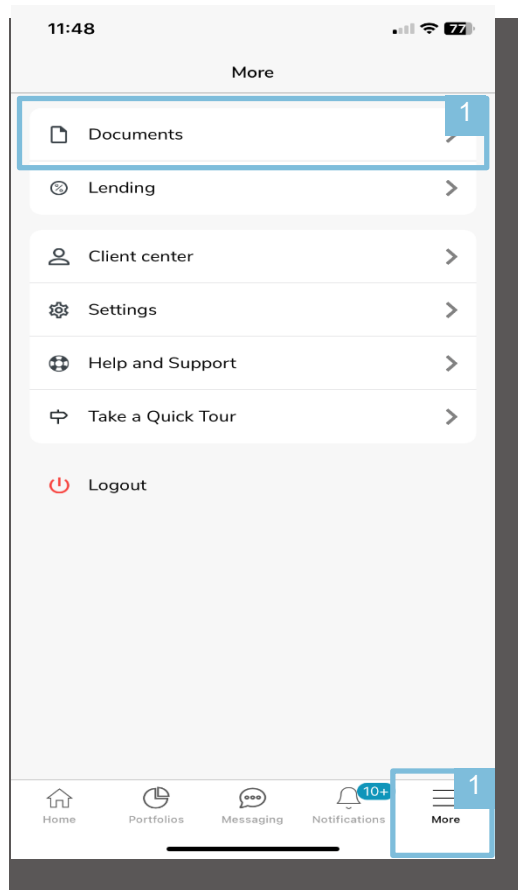 11:48
77
More
1
Documents
Lending
Client center
Settings
Help and Support
Take a Quick Tour
Logout
10+
1
Home
Portfolios
Messaging
Notifications
More